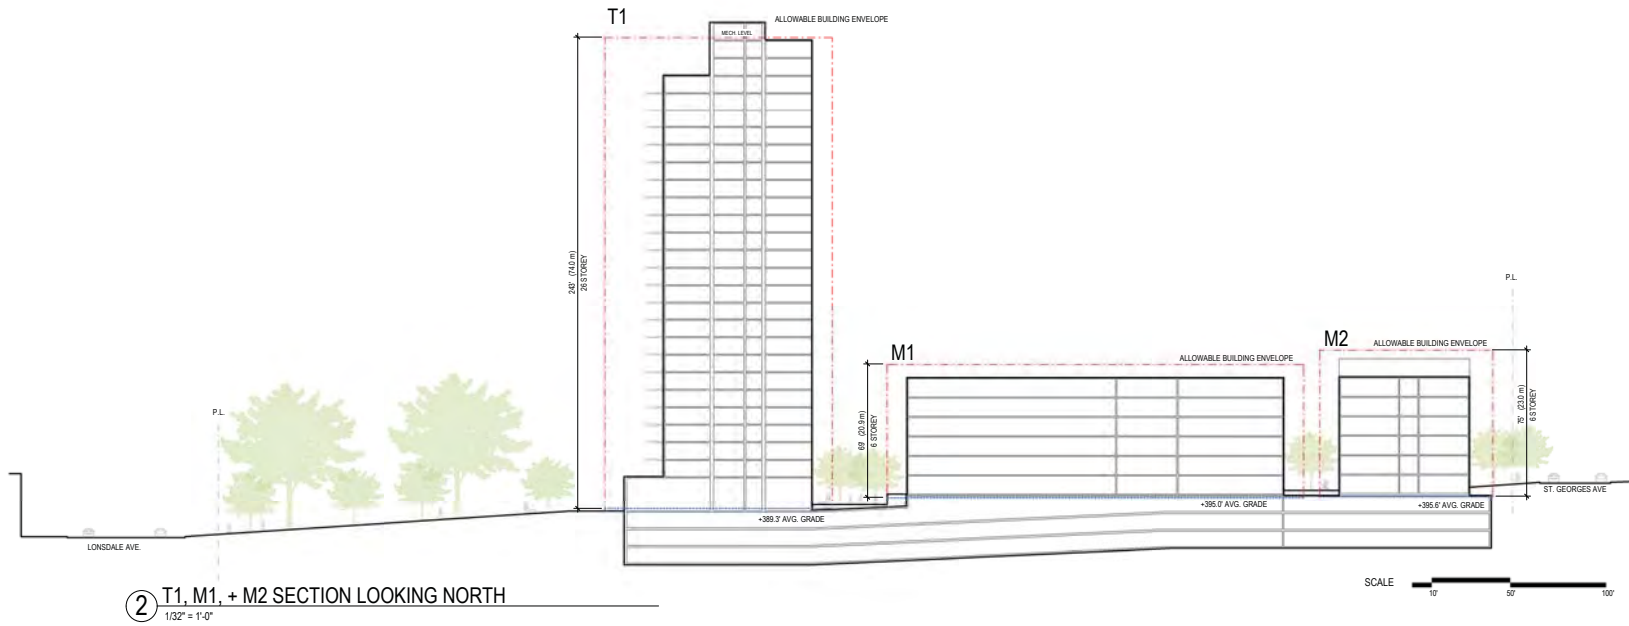 T1
ALLOWABLE BUILDING ENVELOPE
MECH. LEVEL
243' (74.0 m)
26 STOREY
P.L.
P.L.
M1
ALLOWABLE BUILDING ENVELOPE
M2
ALLOWABLE BUILDING ENVELOPE
69' (20.9 m)
6 STOREY
76' (23.0 m)
6 STOREY
+389.3' AVG. GRADE
+395.0' AVG. GRADE
+395.6' AVG. GRADE
ST. GEORGES AVE
LONSDALE AVE.
2
T1, M1, + M2 SECTION LOOKING NORTH
1/32" = 1'-0"
SCALE
10' 50' 100'